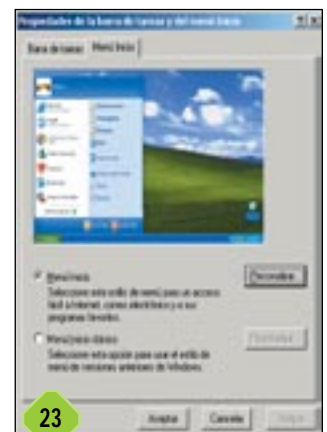 Propiedades de la barra de tareas y del menú Inicio
Barra de tareas Menú Inicio
Menú Inicio
Personalizar...
Seleccione este estilo de menú para un acceso
fácil a Internet, correo electrónico y a sus
programas favoritos.
Menú Inicio clásico
Personalizar...
Seleccione esta opción para usar el estilo de
menú de versiones anteriores de Windows.
23
Aceptar Cancelar Aplicar